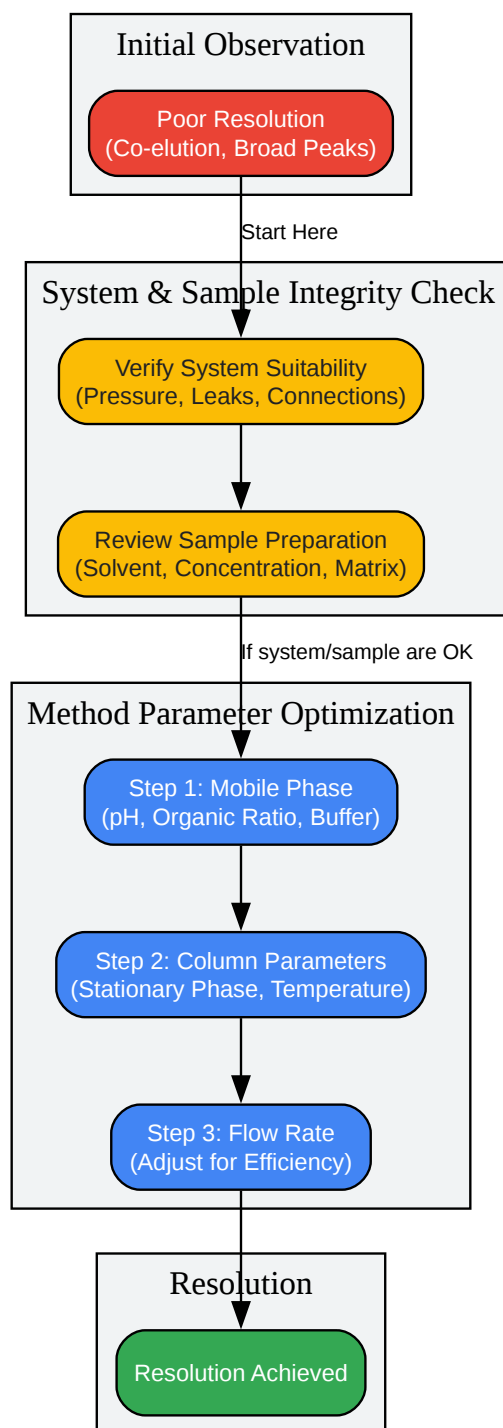 Initial Observation
Poor Resolution
(Co-elution, Broad Peaks)
Start Here
System & Sample Integrity Check
Verify System Suitability
(Pressure, Leaks, Connections)
Review Sample Preparation
(Solvent, Concentration, Matrix)
If system/sample are OK
Method Parameter Optimization
Step 1: Mobile Phase
(pH, Organic Ratio, Buffer)
Step 2: Column Parameters
(Stationary Phase, Temperature)
Step 3: Flow Rate
(Adjust for Efficiency)
Resolution
Resolution Achieved